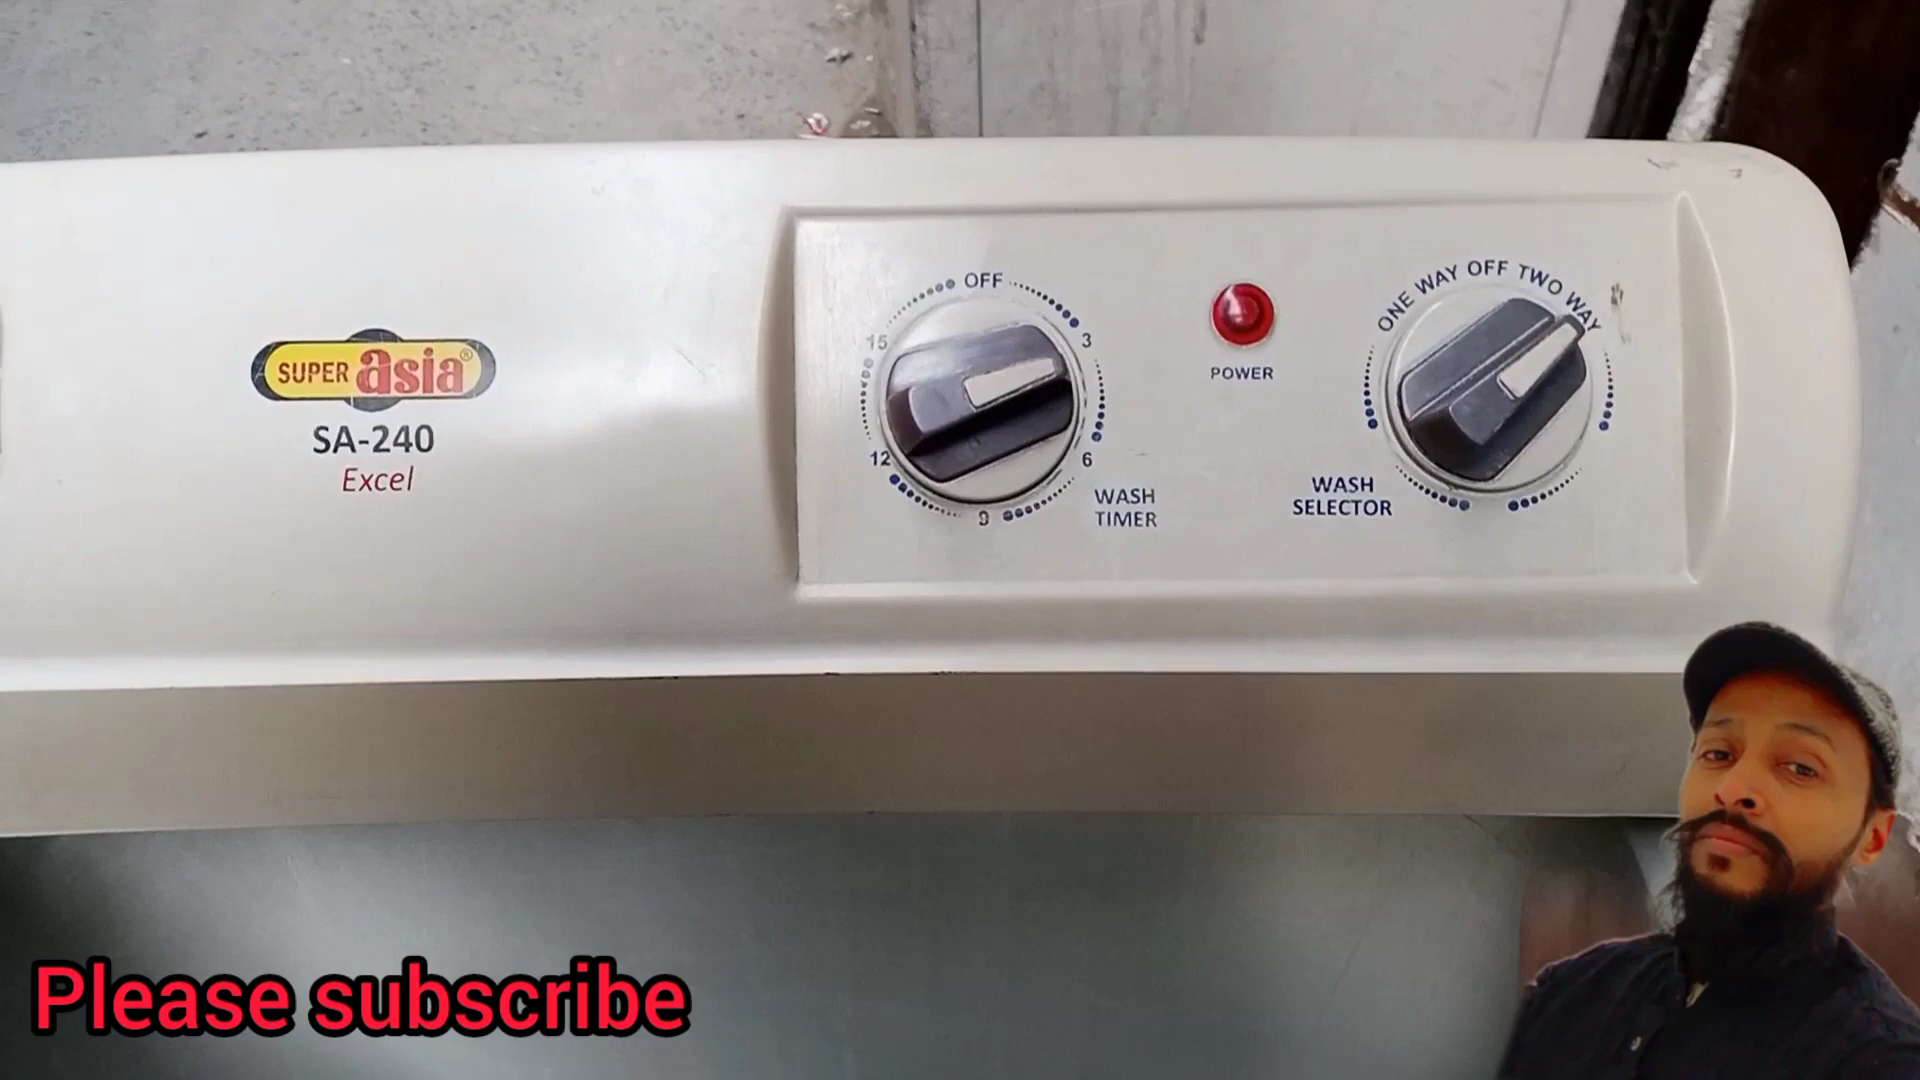 SUPER asia®
SA-240
Excel
OFF
3
6
9
12
15
WASH
TIMER
POWER
ONE WAY OFF TWO WAY
WASH
SELECTOR
Please subscribe